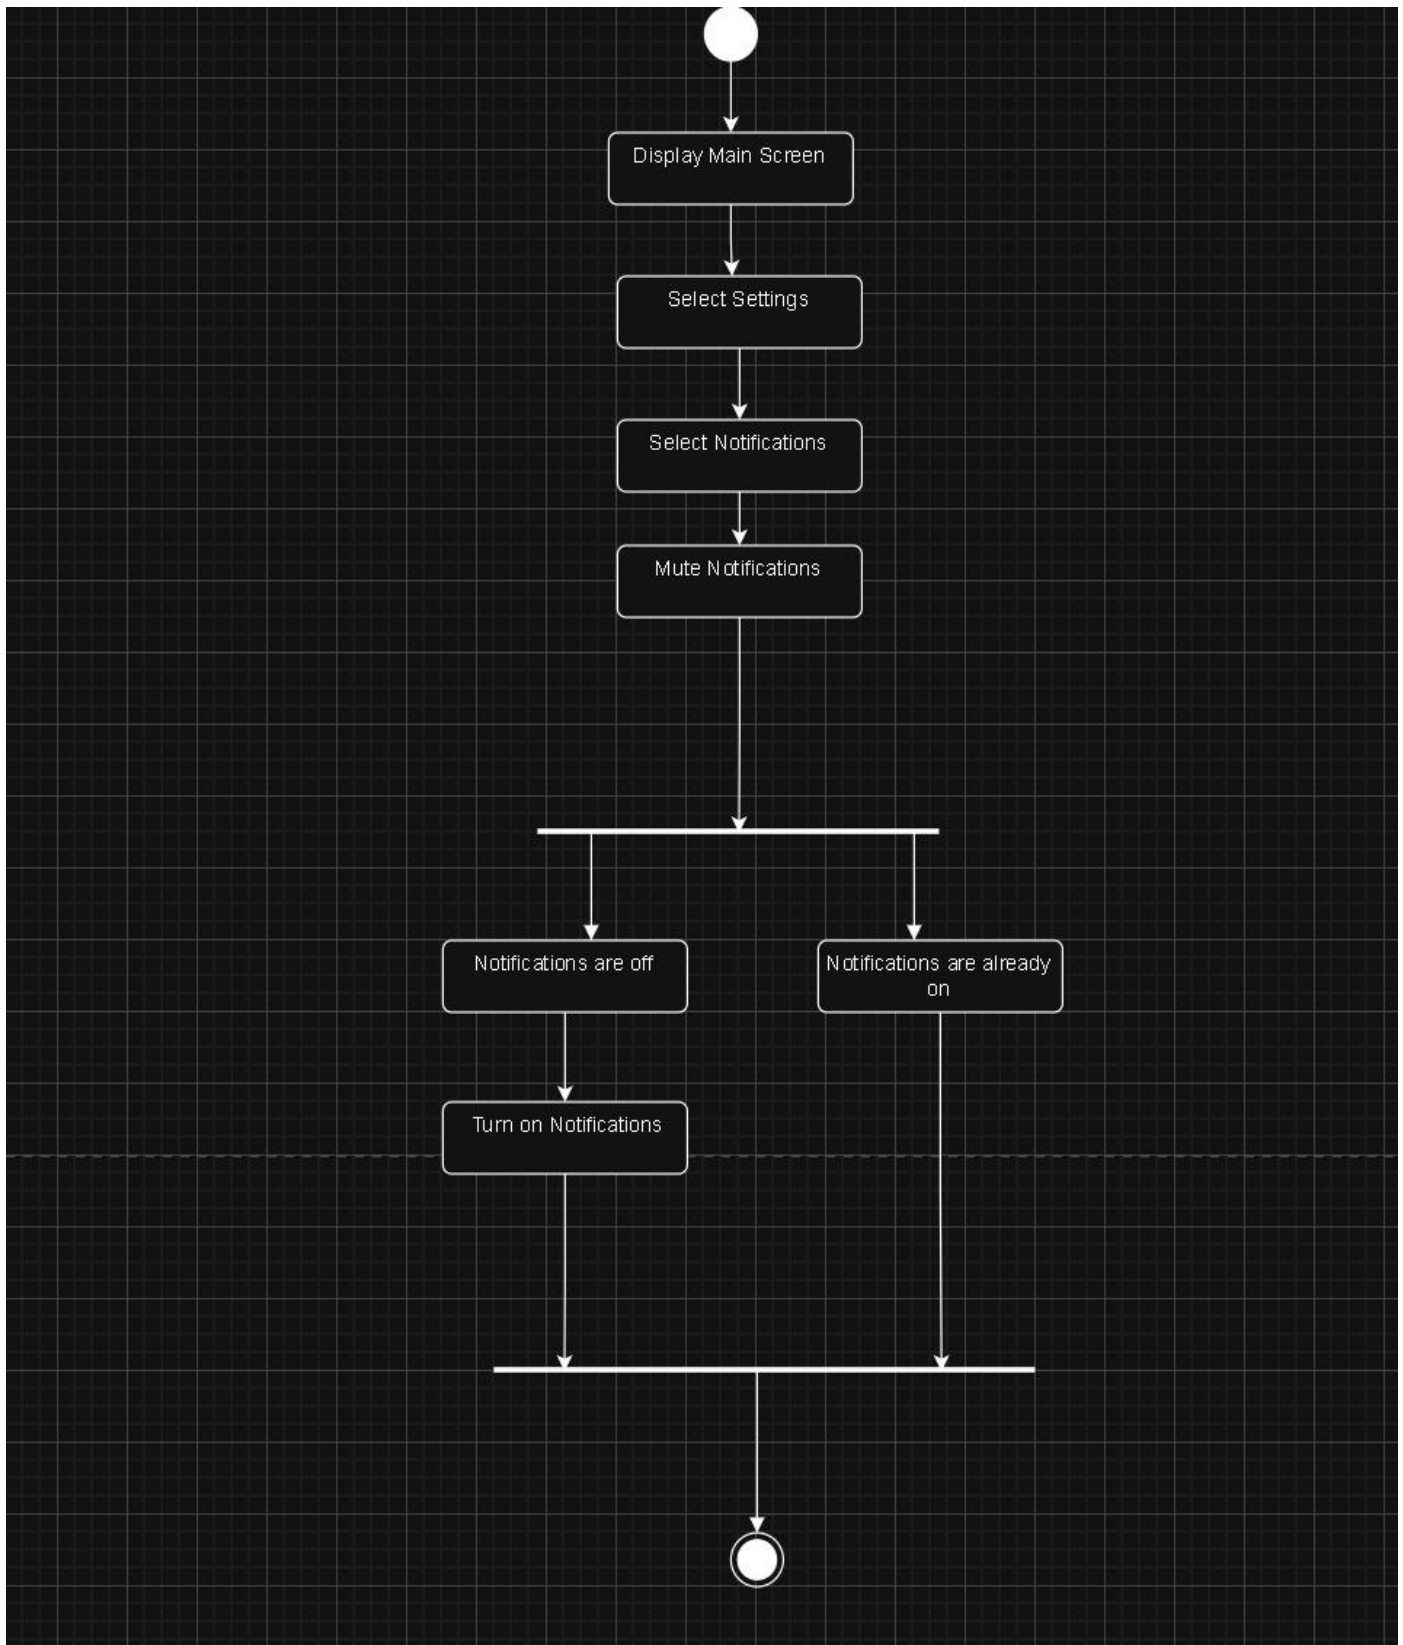 Display Main Screen
Select Settings
Select Notifications
Mute Notifications
Notifications are off
Notifications are already
on
Turn on Notifications